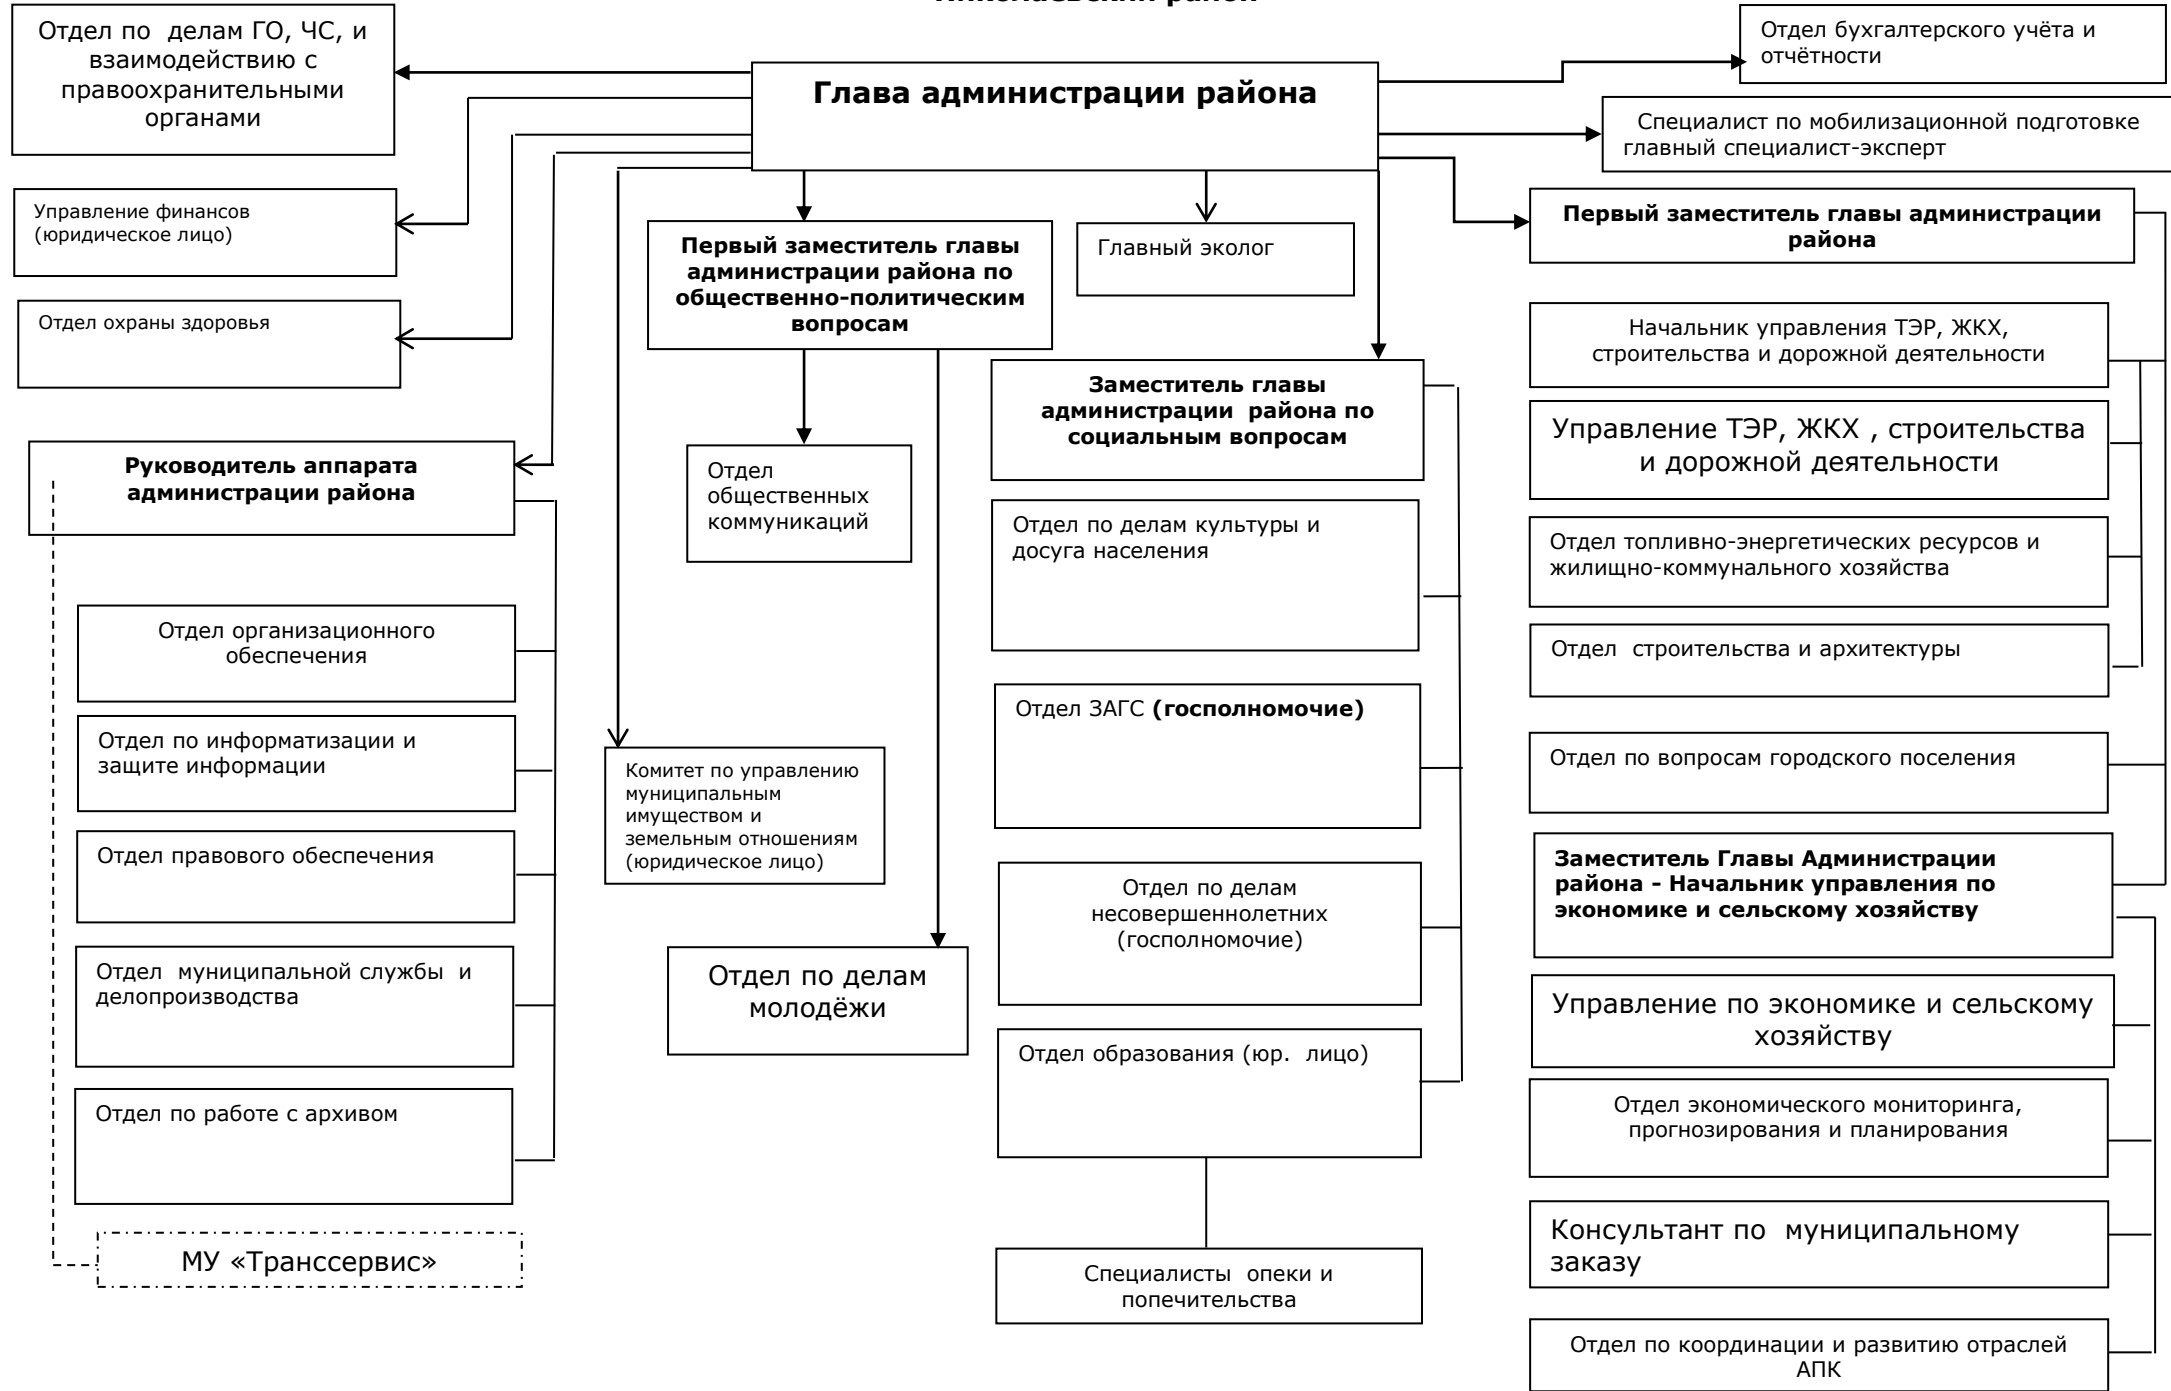 Николаевский район
Отдел по делам ГО, ЧС, и
взаимодействию с
правоохранительными
органами
Глава администрации района
Отдел бухгалтерского учёта и
отчётности
Специалист по мобилизационной подготовке
главный специалист-эксперт
Управление финансов
(юридическое лицо)
Отдел охраны здоровья
Первый заместитель главы
администрации района по
общественно-политическим
вопросам
Главный эколог
Первый заместитель главы администрации
района
Заместитель главы
администрации района по
социальным вопросам
Начальник управления ТЭР, ЖКХ,
строительства и дорожной деятельности
Управление ТЭР, ЖКХ , строительства
и дорожной деятельности
Отдел топливно-энергетических ресурсов и
жилищно-коммунального хозяйства
Отдел строительства и архитектуры
Отдел по вопросам городского поселения
Заместитель Главы Администрации
района - Начальник управления по
экономике и сельскому хозяйству
Управление по экономике и сельскому
хозяйству
Отдел экономического мониторинга,
прогнозирования и планирования
Консультант по муниципальному
заказу
Отдел по координации и развитию отраслей
АПК
Руководитель аппарата
администрации района
Отдел организационного
обеспечения
Отдел по информатизации и
защите информации
Отдел правового обеспечения
Отдел муниципальной службы и
делопроизводства
Отдел по работе с архивом
МУ «Транссервис»
Отдел
общественных
коммуникаций
Комитет по управлению
муниципальным
имуществом и
земельным отношениям
(юридическое лицо)
Отдел по делам
молодёжи
Отдел по делам культуры и
досуга населения
Отдел ЗАГС (госполномочие)
Отдел по делам
несовершеннолетних
(госполномочие)
Отдел образования (юр. лицо)
Специалисты опеки и
попечительства